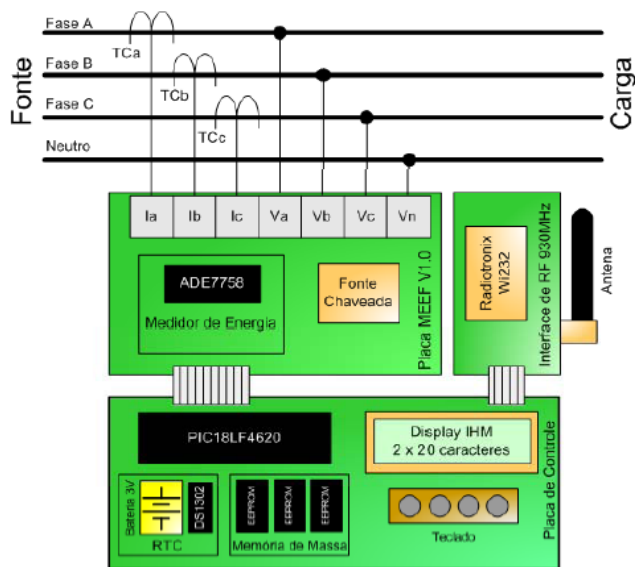 Fase A
TCa
Fase B
TCb
Fase C
TCc
Neutro
Fonte
Carga
Ia
Ib
Ic
Va
Vb
Vc
Vn
ADE7758
Medidor de Energia
Fonte
Chaveada
Placa MEEF V1.0
Radiotronix
Wi232
Interface de RF 930MHz
Antena
PIC18LF4620
Display IHM
2 x 20 caracteres
Placa de Controle
Bateria 3V
DS1302
RTC
EEPROM
EEPROM
EEPROM
Memória de Massa
Teclado